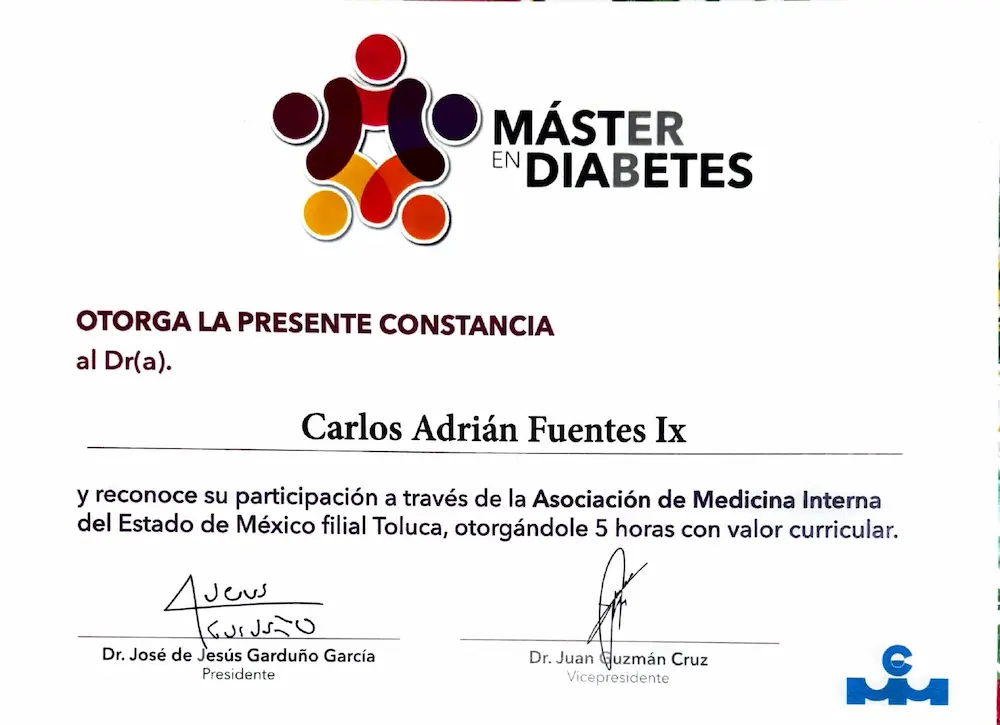 MÁSTER
EN DIABETES
OTORGA LA PRESENTE CONSTANCIA
al Dr(a).
Carlos Adrián Fuentes Ix
y reconoce su participación a través de la Asociación de Medicina Interna
del Estado de México filial Toluca, otorgándole 5 horas con valor curricular.
Dr. José de Jesús Garduño García
Presidente
Dr. Juan Guzmán Cruz
Vicepresidente